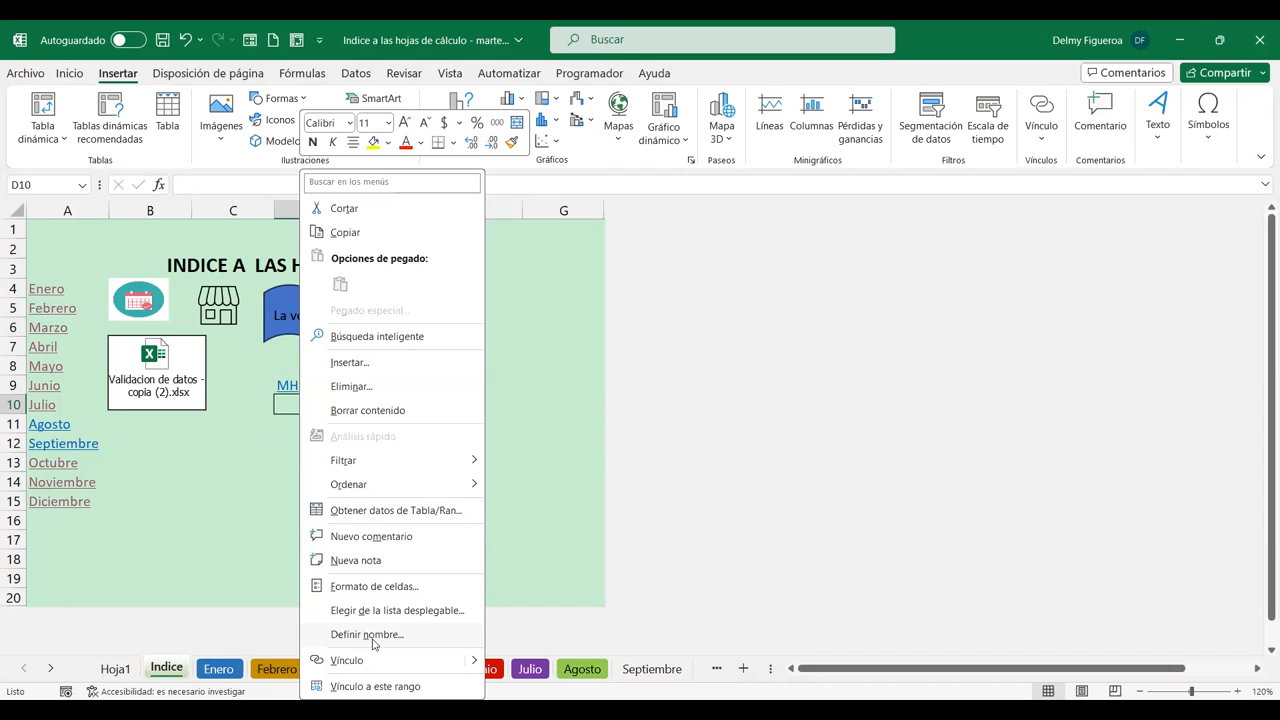 Autoguardado
Indice a las hojas de cálculo - marte...
Buscar
Delmy Figueroa
DF
Archivo Inicio Insertar Disposición de página Fórmulas Datos Revisar Vista Automatizar Programador Ayuda
Comentarios
Compartir
Tabla dinámica
Tablas dinámicas recomendadas
Tabla
Tablas
Imágenes
Formas
Iconos
Modelo
SmartArt
Ilustraciones
Gráficos
Mapas
Gráfico dinámico
Mapa 3D
Paseos
Líneas
Columnas
Pérdidas y ganancias
Minigráficos
Segmentación de datos
Escala de tiempo
Filtros
Vínculo
Vínculos
Comentario
Comentarios
Texto
Símbolos
Calibri
11
A A $ % 000
N K A
D10
fx
A B C G
1
2
3
4
5
6
7
8
9
10
11
12
13
14
15
16
17
18
19
20
INDICE A LAS H
Enero
Febrero
Marzo
Abril
Mayo
Junio
Julio
Agosto
Septiembre
Octubre
Noviembre
Diciembre
La ve
Validacion de datos -
copia (2).xlsx
MH
Buscar en los menús
Cortar
Copiar
Opciones de pegado:
Pegado especial...
Búsqueda inteligente
Insertar...
Eliminar...
Borrar contenido
Análisis rápido
Filtrar
Ordenar
Obtener datos de Tabla/Ran...
Nuevo comentario
Nueva nota
Formato de celdas...
Elegir de la lista desplegable...
Definir nombre...
Vínculo
Vínculo a este rango
Hoja1 Indice Enero Febrero nio Julio Agosto Septiembre
Listo
Accesibilidad: es necesario investigar
120%